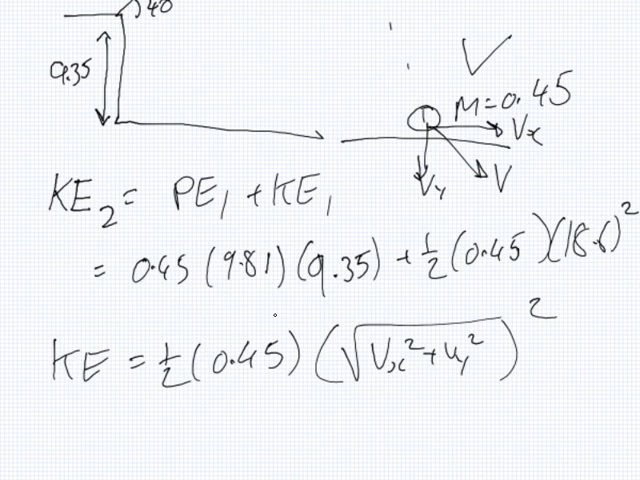 40
9.35
M=0.45
Vx
Vy
V
KE₂ = PE₁ + KE₁
= 0.45 (9.81) (9.35) + ½ (0.45) (18.6)²
KE = ½ (0.45) (√Vx² + Vy²)²